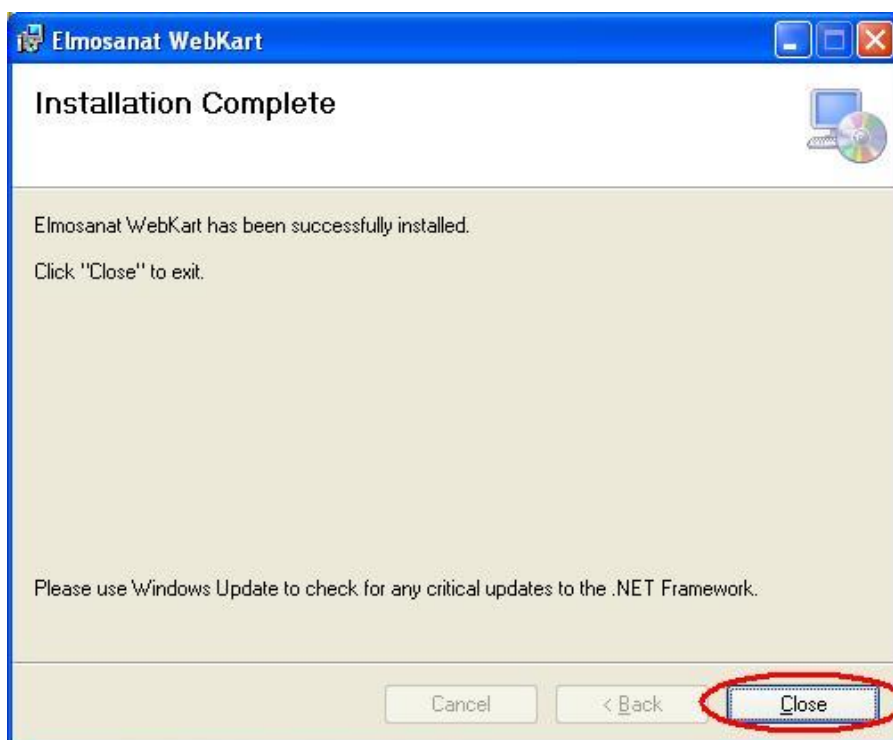 Elmosanat WebKart
Installation Complete
Elmosanat WebKart has been successfully installed.
Click "Close" to exit.
Please use Windows Update to check for any critical updates to the .NET Framework.
Cancel
< Back
Close